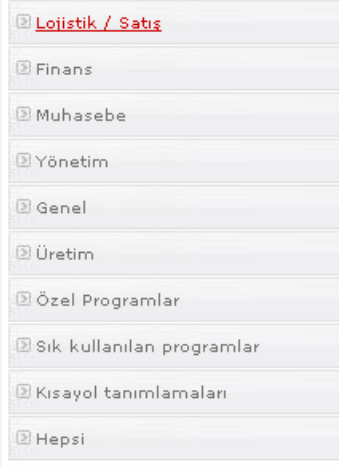 Lojistik / Satış
Finans
Muhasebe
Yönetim
Genel
Üretim
Özel Programlar
Sık kullanılan programlar
Kısayol tanımlamaları
Hepsi